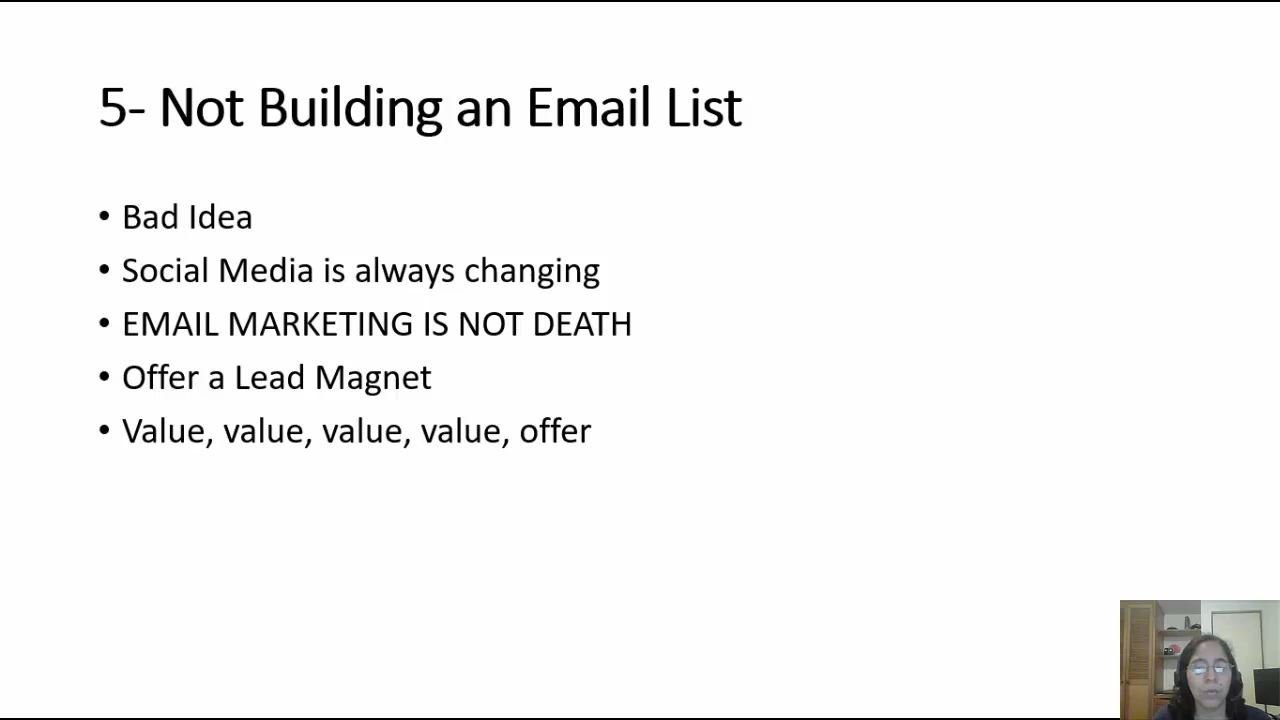 5- Not Building an Email List
• Bad Idea
• Social Media is always changing
• EMAIL MARKETING IS NOT DEATH
• Offer a Lead Magnet
• Value, value, value, value, offer